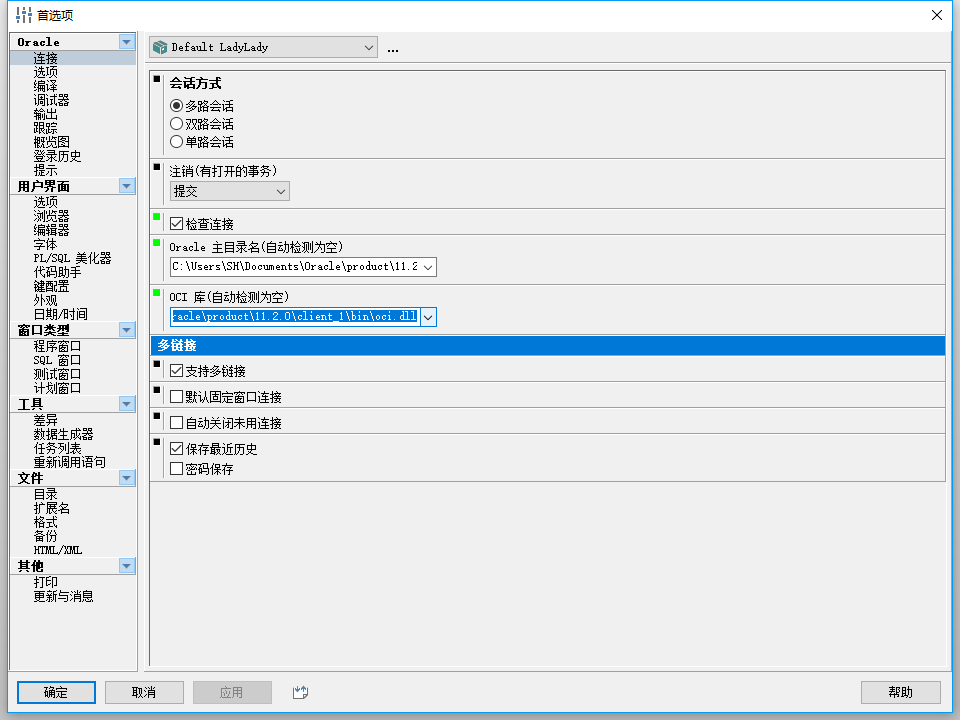 首选项
Oracle
连接
选项
编译
调试器
输出
跟踪
概览图
登录历史
提示
用户界面
选项
浏览器
编辑器
字体
PL/SQL 美化器
代码助手
键配置
外观
日期/时间
窗口类型
程序窗口
SQL 窗口
测试窗口
计划窗口
工具
差异
数据生成器
任务列表
重新调用语句
文件
目录
扩展名
格式
备份
HTML/XML
其他
打印
更新与消息
Default LadyLady
...
会话方式
多路会话
双路会话
单路会话
注销(有打开的事务)
提交
检查连接
Oracle 主目录名(自动检测为空)
C:\Users\SH\Documents\Oracle\product\11.2
OCI 库(自动检测为空)
racle\product\11.2.0\client_1\bin\oci.dll
多链接
支持多链接
默认固定窗口连接
自动关闭未用连接
保存最近历史
密码保存
确定
取消
应用
帮助